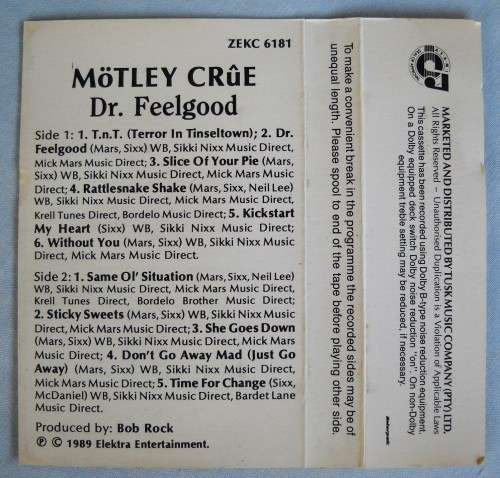 ZEKC 6181
MöTLEY CRûE
Dr. Feelgood
Side 1: 1. T.n.T. (Terror In Tinseltown); 2. Dr.
Feelgood (Mars, Sixx) WB, Sikki Nixx Music Direct,
Mick Mars Music Direct; 3. Slice Of Your Pie (Mars,
Sixx) WB, Sikki Nixx Music Direct, Mick Mars Music
Direct; 4. Rattlesnake Shake (Mars, Sixx, Neil Lee)
WB, Sikki Nixx Music Direct, Mick Mars Music Direct,
Krell Tunes Direct, Bordelo Music Direct; 5. Kickstart
My Heart (Sixx) WB, Sikki Nixx Music Direct;
6. Without You (Mars, Sixx) WB, Sikki Nixx Music
Direct, Mick Mars Music Direct.
Side 2: 1. Same Ol' Situation (Mars, Sixx, Neil Lee)
WB, Sikki Nixx Music Direct, Mick Mars Music Direct,
Krell Tunes Direct, Bordelo Brother Music Direct;
2. Sticky Sweets (Mars, Sixx) WB, Sikki Nixx Music
Direct, Mick Mars Music Direct; 3. She Goes Down
(Mars, Sixx) WB, Sikki Nixx Music Direct, Mick Mars
Music Direct; 4. Don't Go Away Mad (Just Go
Away) (Mars, Sixx) WB, Sikki Nixx Music Direct,
Mick Mars Music Direct; 5. Time For Change (Sixx,
McDaniel) WB, Sikki Nixx Music Direct, Bardet Lane
Music Direct.
Produced by: Bob Rock
℗ © 1989 Elektra Entertainment.
To make a convenient break in the programme the recorded sides may be of
unequal length. Please spool to end of the tape before playing other side.
MARKETED AND DISTRIBUTED BY TUSK MUSIC COMPANY (PTY) LTD.
All Rights Reserved – Unauthorised Duplication is a Violation of Applicable Laws
This cassette has been recorded using Dolby B-type noise reduction equipment.
On a Dolby equipped deck switch Dolby noise reduction "on". On non-Dolby
equipment treble setting may be reduced, if necessary.